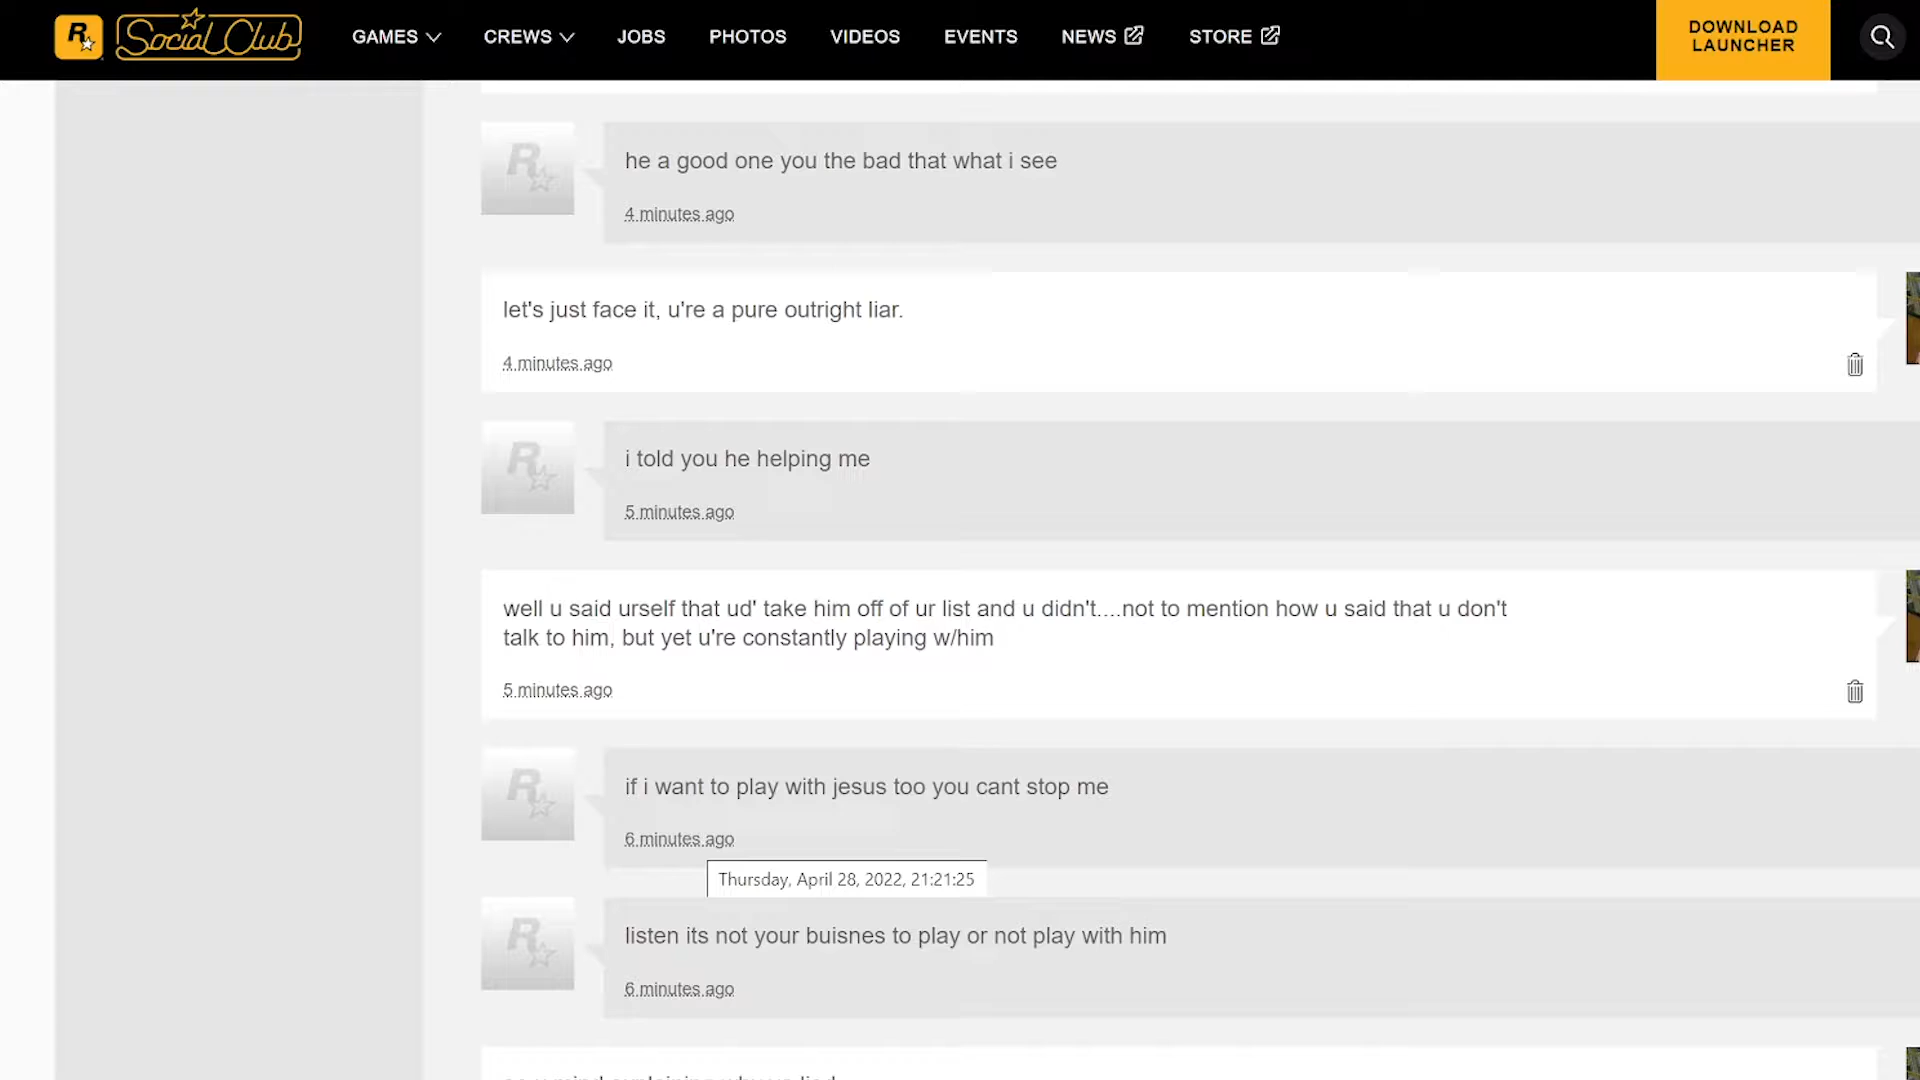 R Social Club GAMES CREWS JOBS PHOTOS VIDEOS EVENTS NEWS STORE DOWNLOAD LAUNCHER
he a good one you the bad that what i see
4 minutes ago
let's just face it, u're a pure outright liar.
4 minutes ago
i told you he helping me
5 minutes ago
well u said urself that ud' take him off of ur list and u didn't....not to mention how u said that u don't
talk to him, but yet u're constantly playing w/him
5 minutes ago
if i want to play with jesus too you cant stop me
6 minutes ago
Thursday, April 28, 2022, 21:21:25
listen its not your buisnes to play or not play with him
6 minutes ago